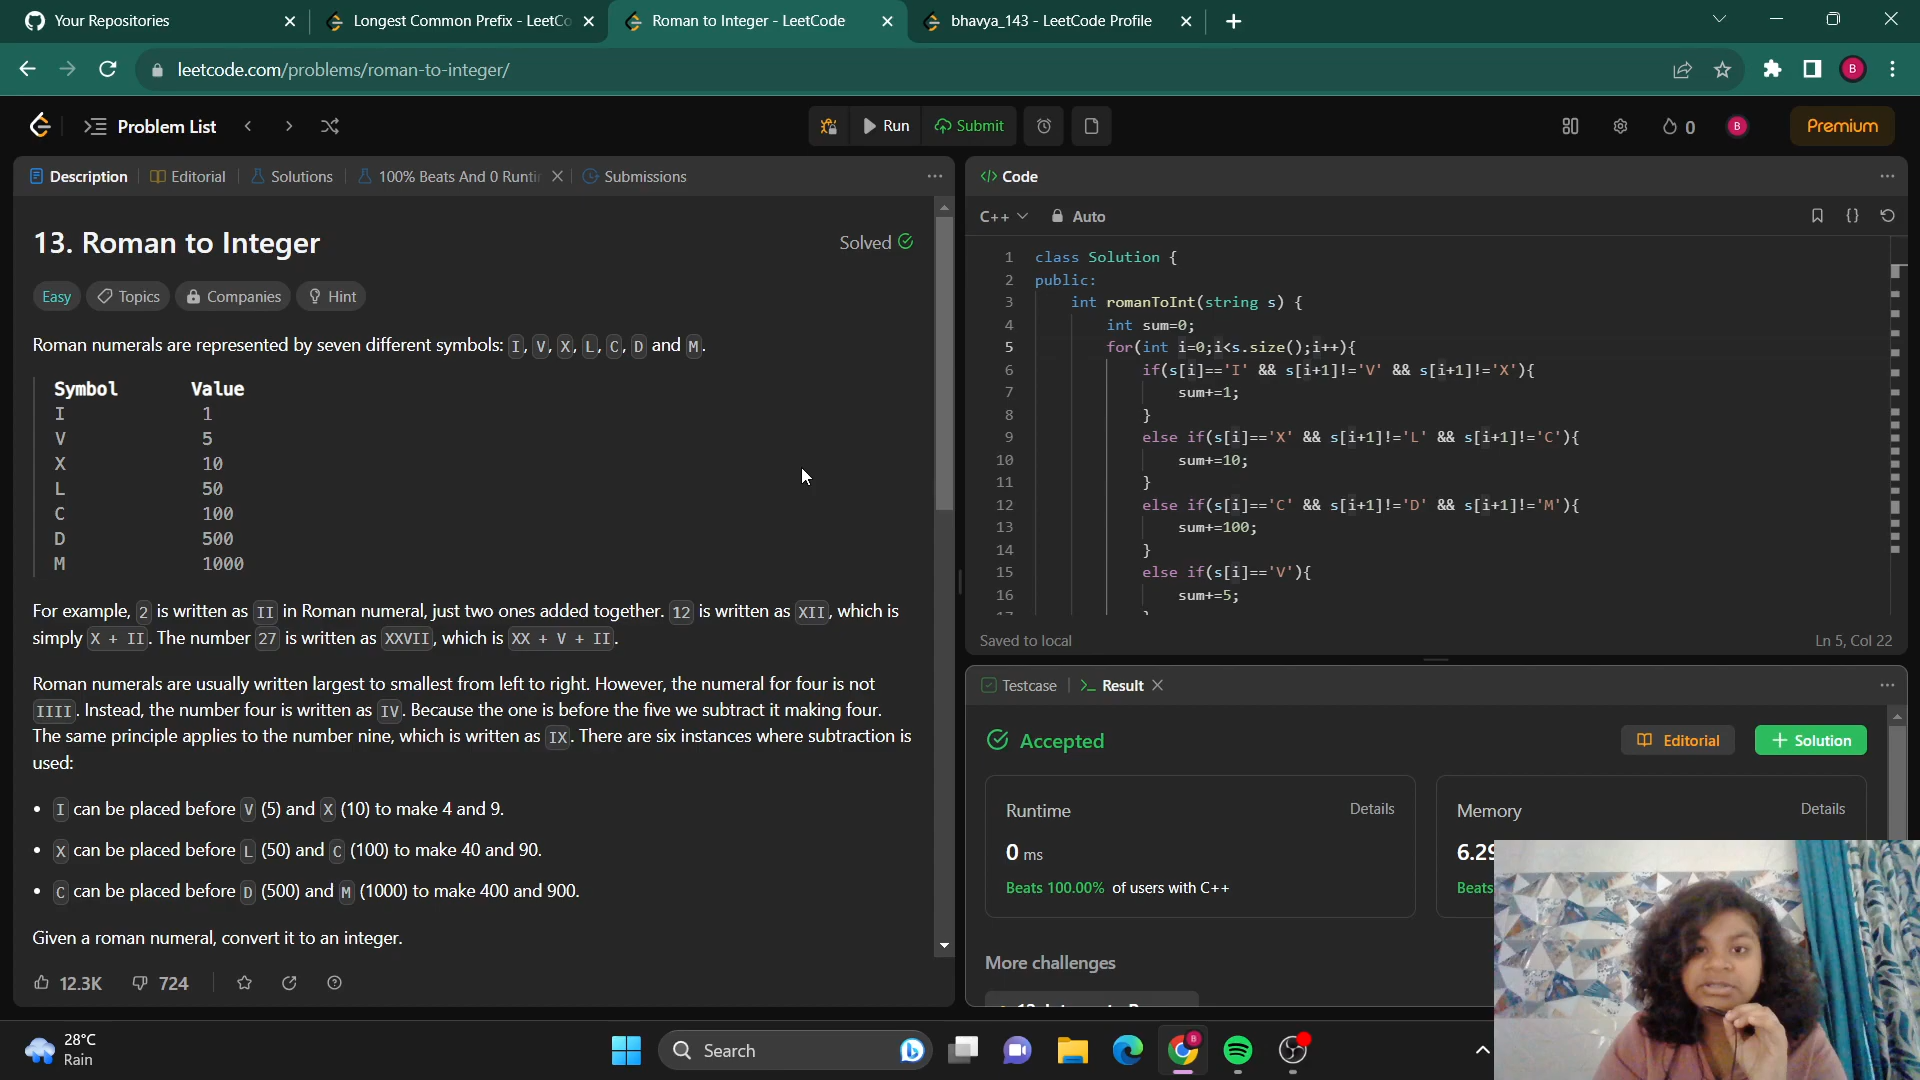 Your Repositories
Longest Common Prefix - LeetCo
Roman to Integer - LeetCode
bhavya_143 - LeetCode Profile
leetcode.com/problems/roman-to-integer/
B
Problem List
Run
Submit
0
B
Premium
Description
Editorial
Solutions
100% Beats And 0 Runti
Submissions
13. Roman to Integer
Solved
Easy
Topics
Companies
Hint
Roman numerals are represented by seven different symbols: I, V, X, L, C, D and M.
Symbol Value
I 1
V 5
X 10
L 50
C 100
D 500
M 1000
For example, 2 is written as II in Roman numeral, just two ones added together. 12 is written as XII, which is
simply X + II. The number 27 is written as XXVII, which is XX + V + II.
Roman numerals are usually written largest to smallest from left to right. However, the numeral for four is not
IIII. Instead, the number four is written as IV. Because the one is before the five we subtract it making four.
The same principle applies to the number nine, which is written as IX. There are six instances where subtraction is
used:
• I can be placed before V (5) and X (10) to make 4 and 9.
• X can be placed before L (50) and C (100) to make 40 and 90.
• C can be placed before D (500) and M (1000) to make 400 and 900.
Given a roman numeral, convert it to an integer.
12.3K
724
</> Code
C++
Auto
1 class Solution {
2 public:
3 int romanToInt(string s) {
4 int sum=0;
5 for(int i=0;i<s.size();i++){
6 if(s[i]=='I' && s[i+1]!='V' && s[i+1]!='X'){
7 sum+=1;
8 }
9 else if(s[i]=='X' && s[i+1]!='L' && s[i+1]!='C'){
10 sum+=10;
11 }
12 else if(s[i]=='C' && s[i+1]!='D' && s[i+1]!='M'){
13 sum+=100;
14 }
15 else if(s[i]=='V'){
16 sum+=5;
Saved to local
Ln 5, Col 22
Testcase
Result
Accepted
Editorial
Solution
Runtime
Details
0 ms
Beats 100.00% of users with C++
Memory
Details
6.29
Beats
More challenges
28°C
Rain
Search
B